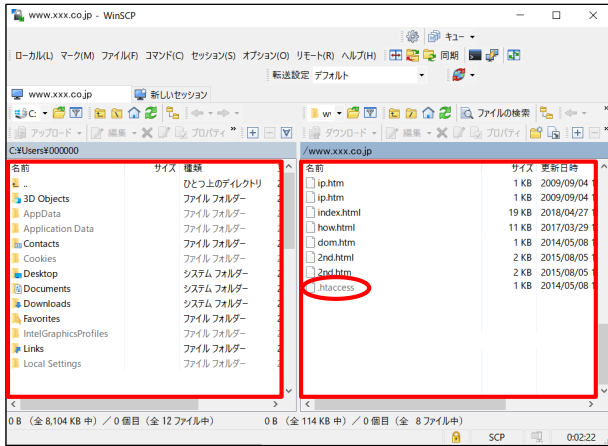 www.xxx.co.jp - WinSCP
キュー
ローカル(L) マーク(M) ファイル(F) コマンド(C) セッション(S) オプション(O) リモート(R) ヘルプ(H) 同期
転送設定 デフォルト
www.xxx.co.jp 新しいセッション
C: w ファイルの検索
アップロード 編集 プロパティ ダウンロード 編集 プロパティ
C:¥Users¥000000 /www.xxx.co.jp
名前 サイズ 種類
.. ひとつ上のディレクトリ
3D Objects ファイル フォルダー
AppData ファイル フォルダー
Application Data ファイル フォルダー
Contacts ファイル フォルダー
Cookies ファイル フォルダー
Desktop システム フォルダー
Documents システム フォルダー
Downloads システム フォルダー
Favorites ファイル フォルダー
IntelGraphicsProfiles ファイル フォルダー
Links ファイル フォルダー
Local Settings ファイル フォルダー
名前 サイズ 更新日時
ip.htm 1 KB 2009/09/04 1
ip.htm 1 KB 2009/09/04 1
index.html 19 KB 2018/04/27 1
how.html 11 KB 2017/03/29 1
dom.htm 1 KB 2014/05/08 1
2nd.html 2 KB 2015/08/05 1
2nd.htm 2 KB 2015/08/05 1
.htaccess 1 KB 2014/05/08 1
0 B （全 8,104 KB 中）／ 0 個目（全 12 ファイル中） 0 B （全 114 KB 中）／ 0 個目（全 8 ファイル中）
SCP 0:02:22